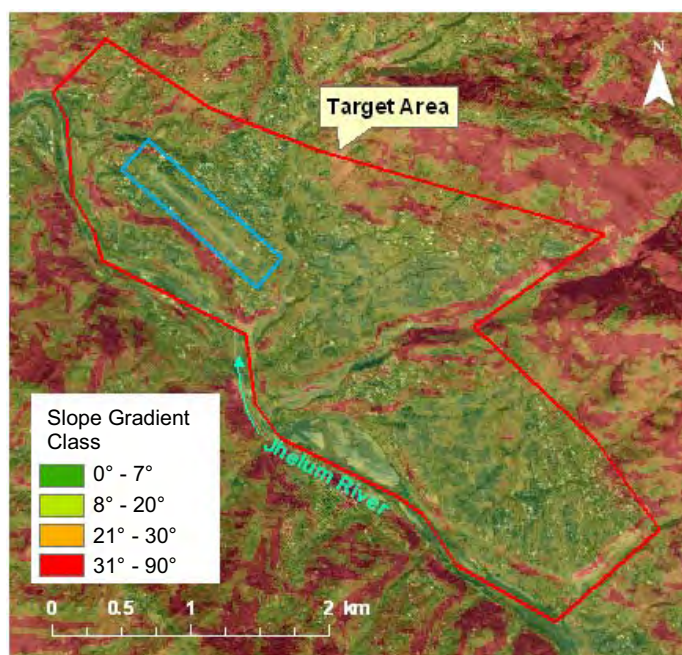 N
Target Area
Jhelum River
Slope Gradient
Class
0° - 7°
8° - 20°
21° - 30°
31° - 90°
0 0.5 1 2 km